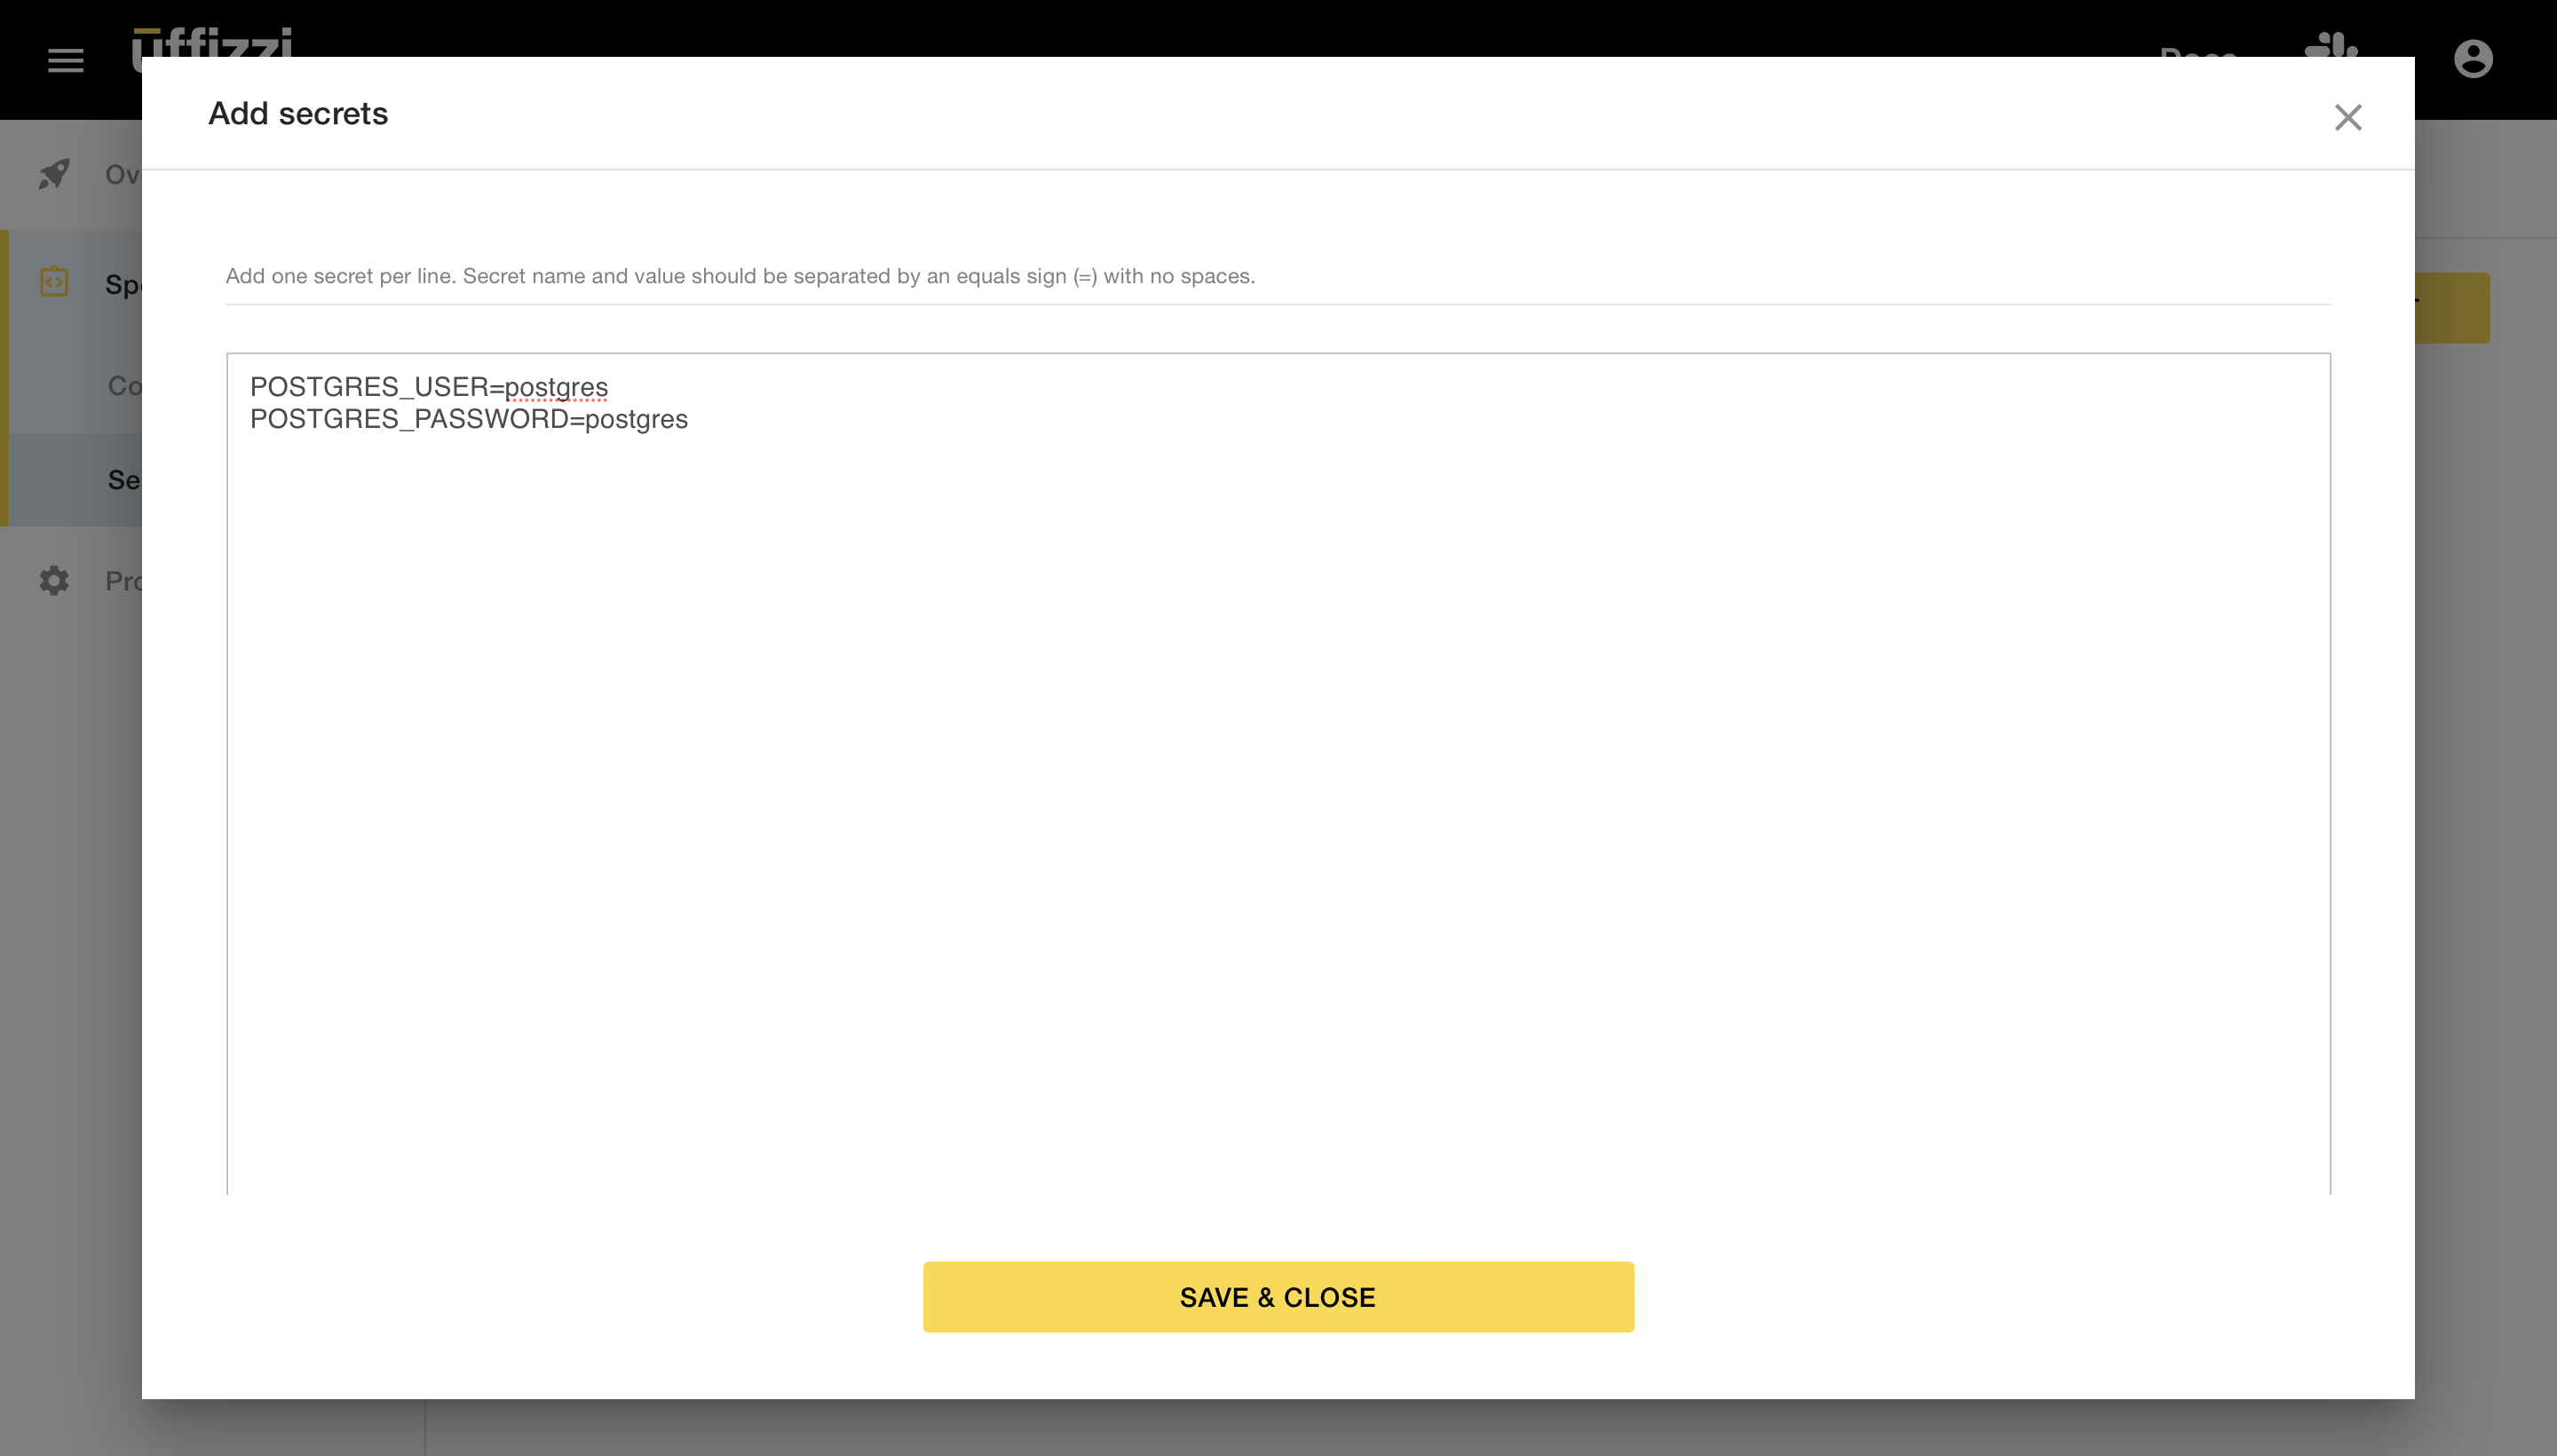 uffizzi
Add secrets
Add one secret per line. Secret name and value should be separated by an equals sign (=) with no spaces.
POSTGRES_USER=postgres
POSTGRES_PASSWORD=postgres
SAVE & CLOSE
Ov
Spe
Co
Se
Pro